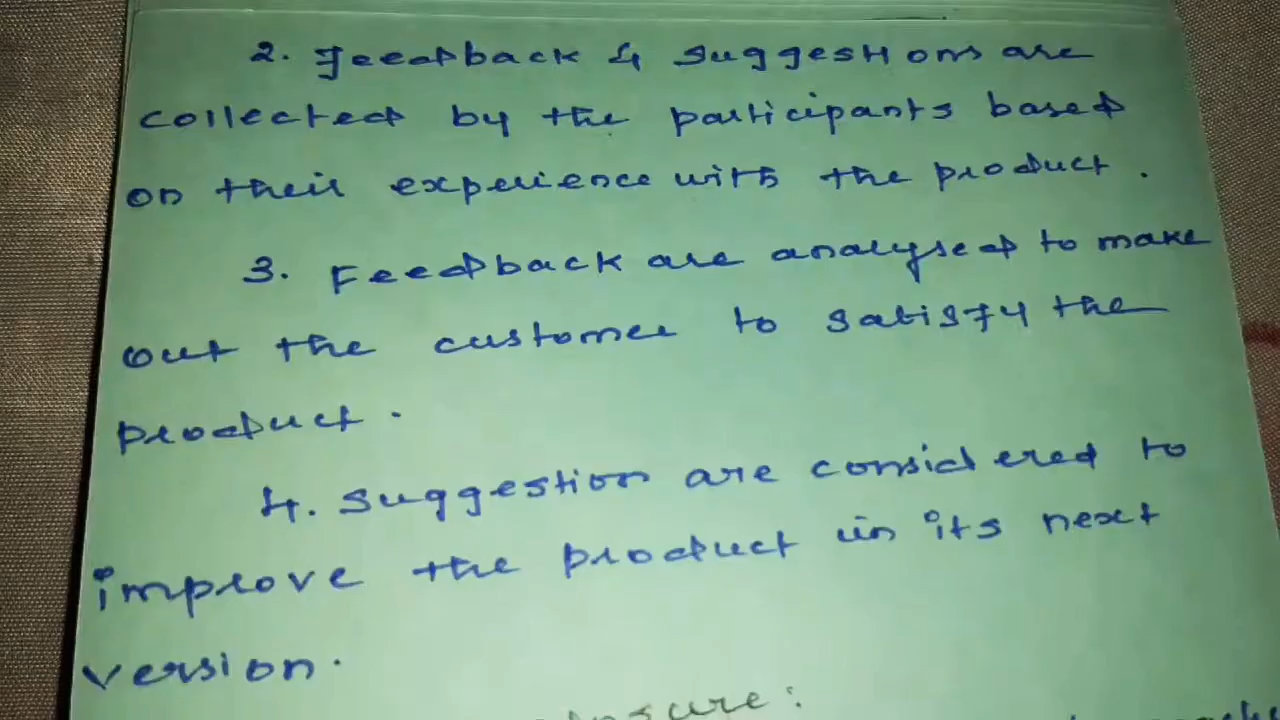 2. Feedback & suggestions are
collected by the participants based
on their experience with the product.
3. Feedback are analysed to make
out the customer to satisfy the
product.
4. suggestion are considered to
improve the product in its next
version.